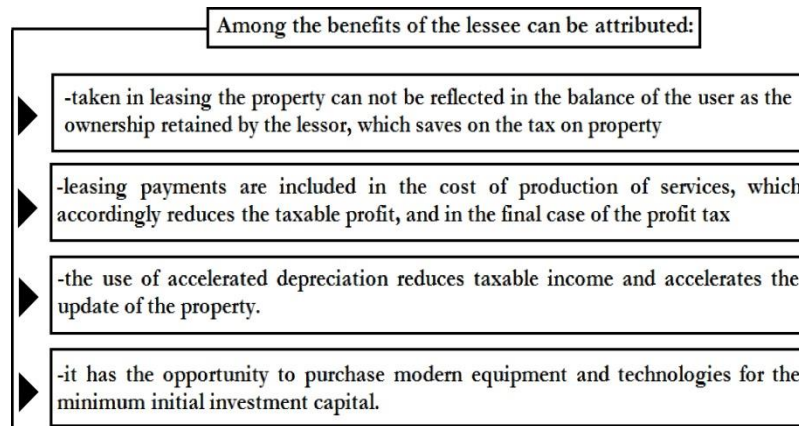 Among the benefits of the lessee can be attributed:
-taken in leasing the property can not be reflected in the balance of the user as the
ownership retained by the lessor, which saves on the tax on property
-leasing payments are included in the cost of production of services, which
accordingly reduces the taxable profit, and in the final case of the profit tax
-the use of accelerated depreciation reduces taxable income and accelerates the
update of the property.
-it has the opportunity to purchase modern equipment and technologies for the
minimum initial investment capital.